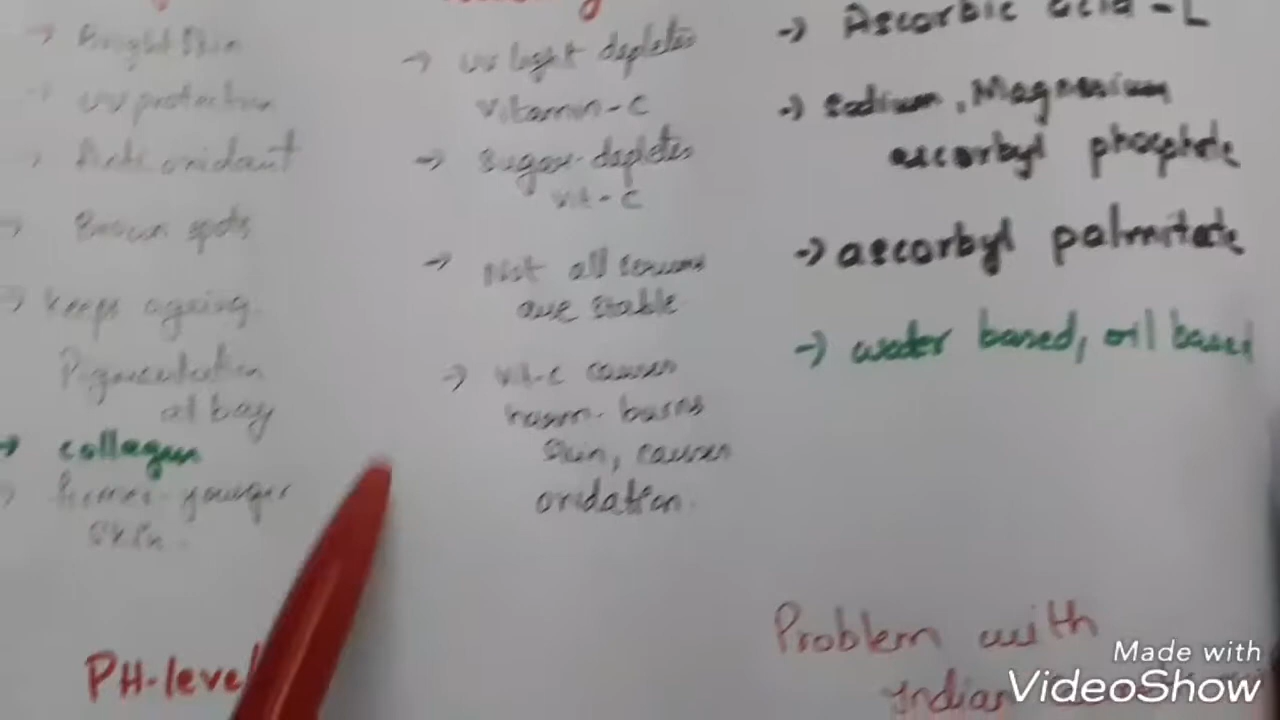 → Bright Skin
→ UV protection
→ Anti oxidant
→ Brown spots
→ Keeps ageing.
Pigmentation
at bay
→ collagen
→ younger
Skin.
PH-level
→ UV light depletes
Vitamin-C
→ Sugar-depletes
Vit-C
→ Not all serums
are stable
→ Vit-C causes
harm. burns
Skin, causes
oxidation.
→ Ascorbic acid-L
→ Sodium, Magnesium
ascorbyl phosphate
→ ascorbyl palmitate
→ water based, oil based
Problem with
Indian
Made with
VideoShow